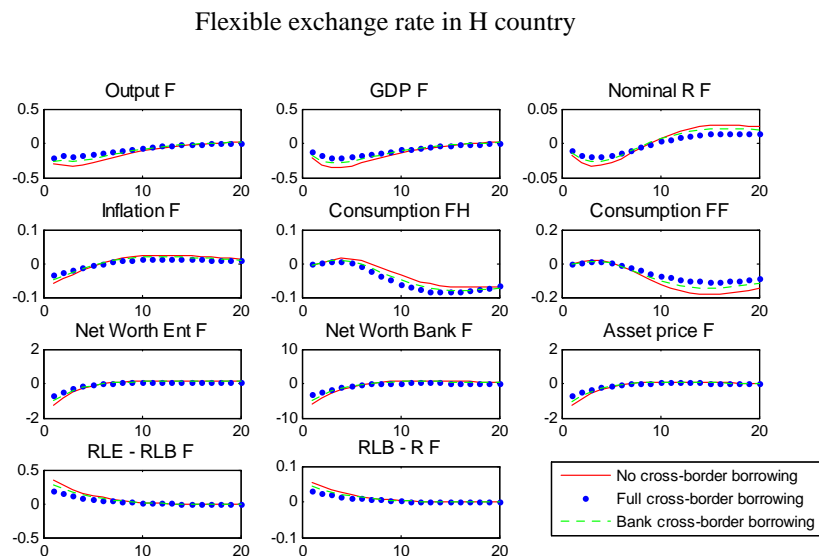 Flexible exchange rate in H country
Output F
GDP F
Nominal R F
0.5
0
-0.5
0 10 20
0.5
0
-0.5
0 10 20
0.05
0
-0.05
0 10 20
Inflation F
Consumption FH
Consumption FF
0.1
0
-0.1
0 10 20
0.1
0
-0.1
0 10 20
0.2
0
-0.2
0 10 20
Net Worth Ent F
Net Worth Bank F
Asset price F
2
0
-2
0 10 20
10
0
-10
0 10 20
2
0
-2
0 10 20
RLE - RLB F
RLB - R F
0.5
0
-0.5
0 10 20
0.1
0
-0.1
0 10 20
No cross-border borrowing
Full cross-border borrowing
Bank cross-border borrowing